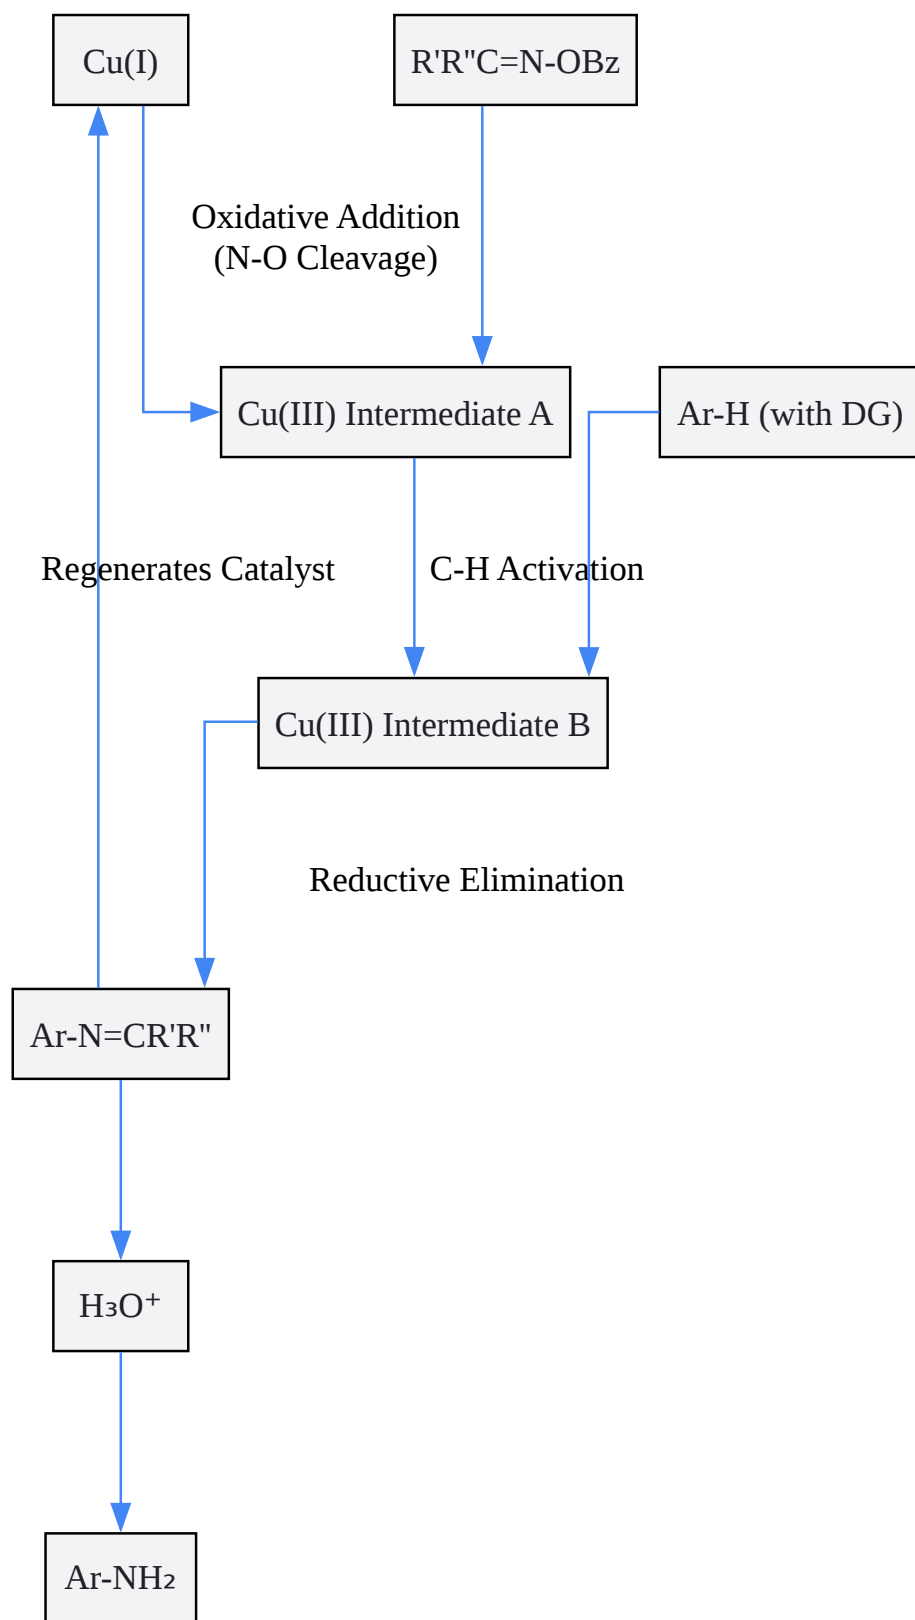 Cu(I)
R'R"C=N-OBz
Oxidative Addition
(N-O Cleavage)
Cu(III) Intermediate A
Ar-H (with DG)
Regenerates Catalyst
C-H Activation
Cu(III) Intermediate B
Reductive Elimination
Ar-N=CR'R"
H₃O⁺
Ar-NH₂